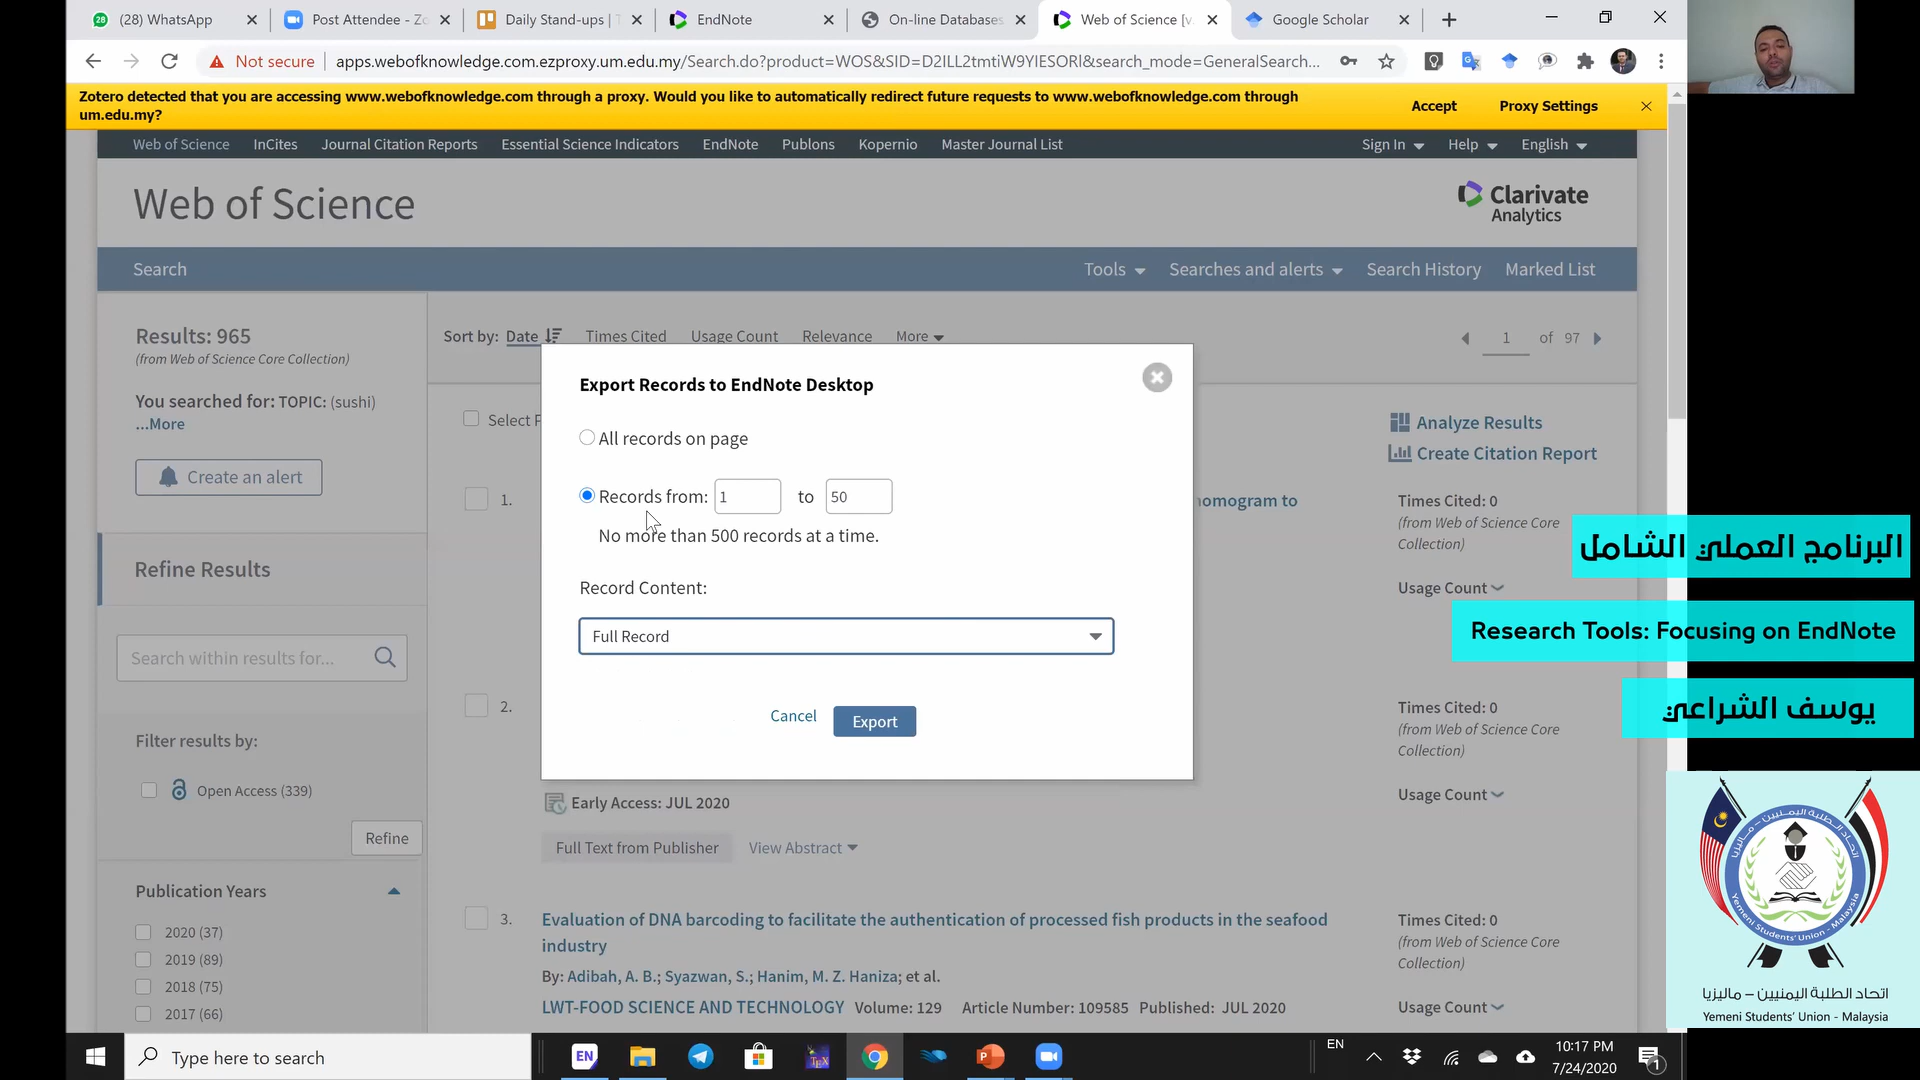 (28) WhatsApp
Post Attendee - Zo
Daily Stand-ups | T
EndNote
On-line Databases
Web of Science [v
Google Scholar
Not secure
apps.webofknowledge.com.ezproxy.um.edu.my/Search.do?product=WOS&SID=D2ILL2tmtiW9YIESORl&search_mode=GeneralSearch...
Zotero detected that you are accessing www.webofknowledge.com through a proxy. Would you like to automatically redirect future requests to www.webofknowledge.com through
um.edu.my?
Accept
Proxy Settings
Web of Science
InCites
Journal Citation Reports
Essential Science Indicators
EndNote
Publons
Kopernio
Master Journal List
Sign In
Help
English
Web of Science
Clarivate
Analytics
Search
Tools
Searches and alerts
Search History
Marked List
Results: 965
(from Web of Science Core Collection)
You searched for: TOPIC: (sushi)
...More
Create an alert
Refine Results
Search within results for...
Filter results by:
Open Access (339)
Refine
Publication Years
2020 (37)
2019 (89)
2018 (75)
2017 (66)
Sort by: Date
Times Cited
Usage Count
Relevance
More
1 of 97
Select P
Export Records to EndNote Desktop
All records on page
Records from: 1 to 50
No more than 500 records at a time.
Record Content:
Full Record
Cancel
Export
1.
omogram to
2.
Early Access: JUL 2020
Full Text from Publisher
View Abstract
3.
Evaluation of DNA barcoding to facilitate the authentication of processed fish products in the seafood
industry
By: Adibah, A. B.; Syazwan, S.; Hanim, M. Z. Haniza; et al.
LWT-FOOD SCIENCE AND TECHNOLOGY Volume: 129 Article Number: 109585 Published: JUL 2020
Analyze Results
Create Citation Report
Times Cited: 0
(from Web of Science Core
Collection)
Usage Count
Times Cited: 0
(from Web of Science Core
Collection)
Usage Count
Times Cited: 0
(from Web of Science Core
Collection)
Usage Count
البرنامج العملي الشامل
Research Tools: Focusing on EndNote
يوسف الشراعي
اتحاد الطلبة اليمنيين - ماليزيا
Yemeni Students' Union - Malaysia
اتحاد الطلبة اليمنيين – ماليزيا
Yemeni Students' Union - Malaysia
Type here to search
EN
EN
10:17 PM
7/24/2020
1